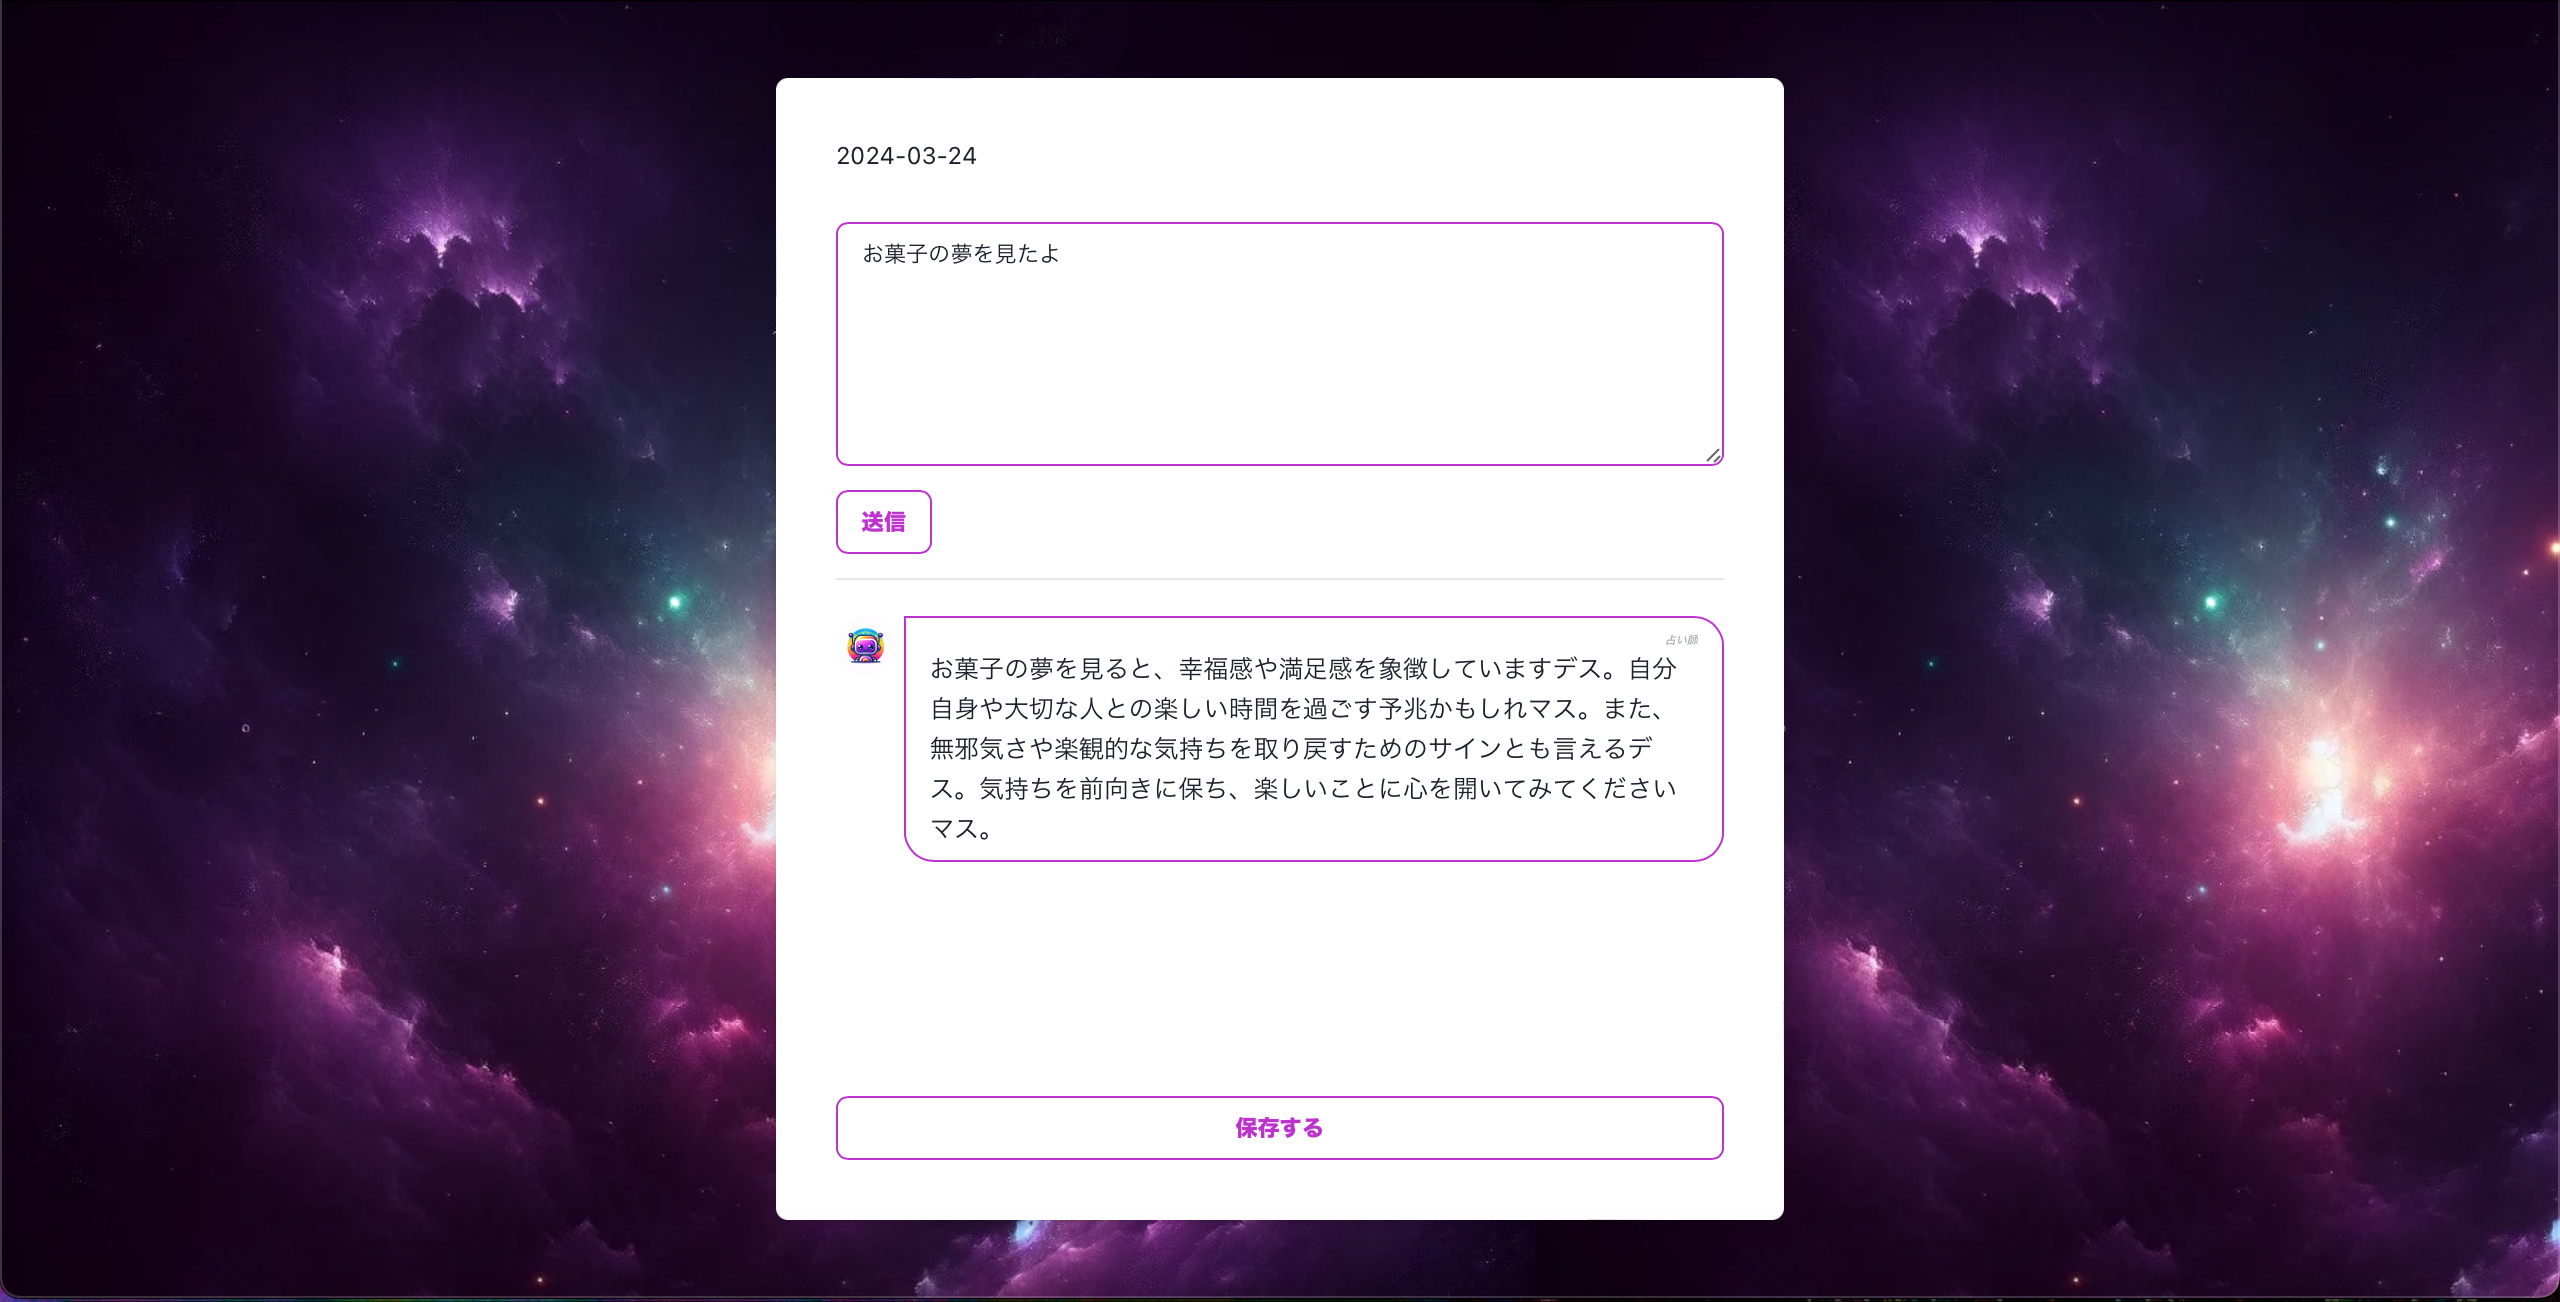 2024-03-24
お菓子の夢を見たよ
送信
占い師
お菓子の夢を見ると、幸福感や満足感を象徴していますデス。自分
自身や大切な人との楽しい時間を過ごす予兆かもしれマス。また、
無邪気さや楽観的な気持ちを取り戻すためのサインとも言えるデ
ス。気持ちを前向きに保ち、楽しいことに心を開いてみてください
マス。
保存する